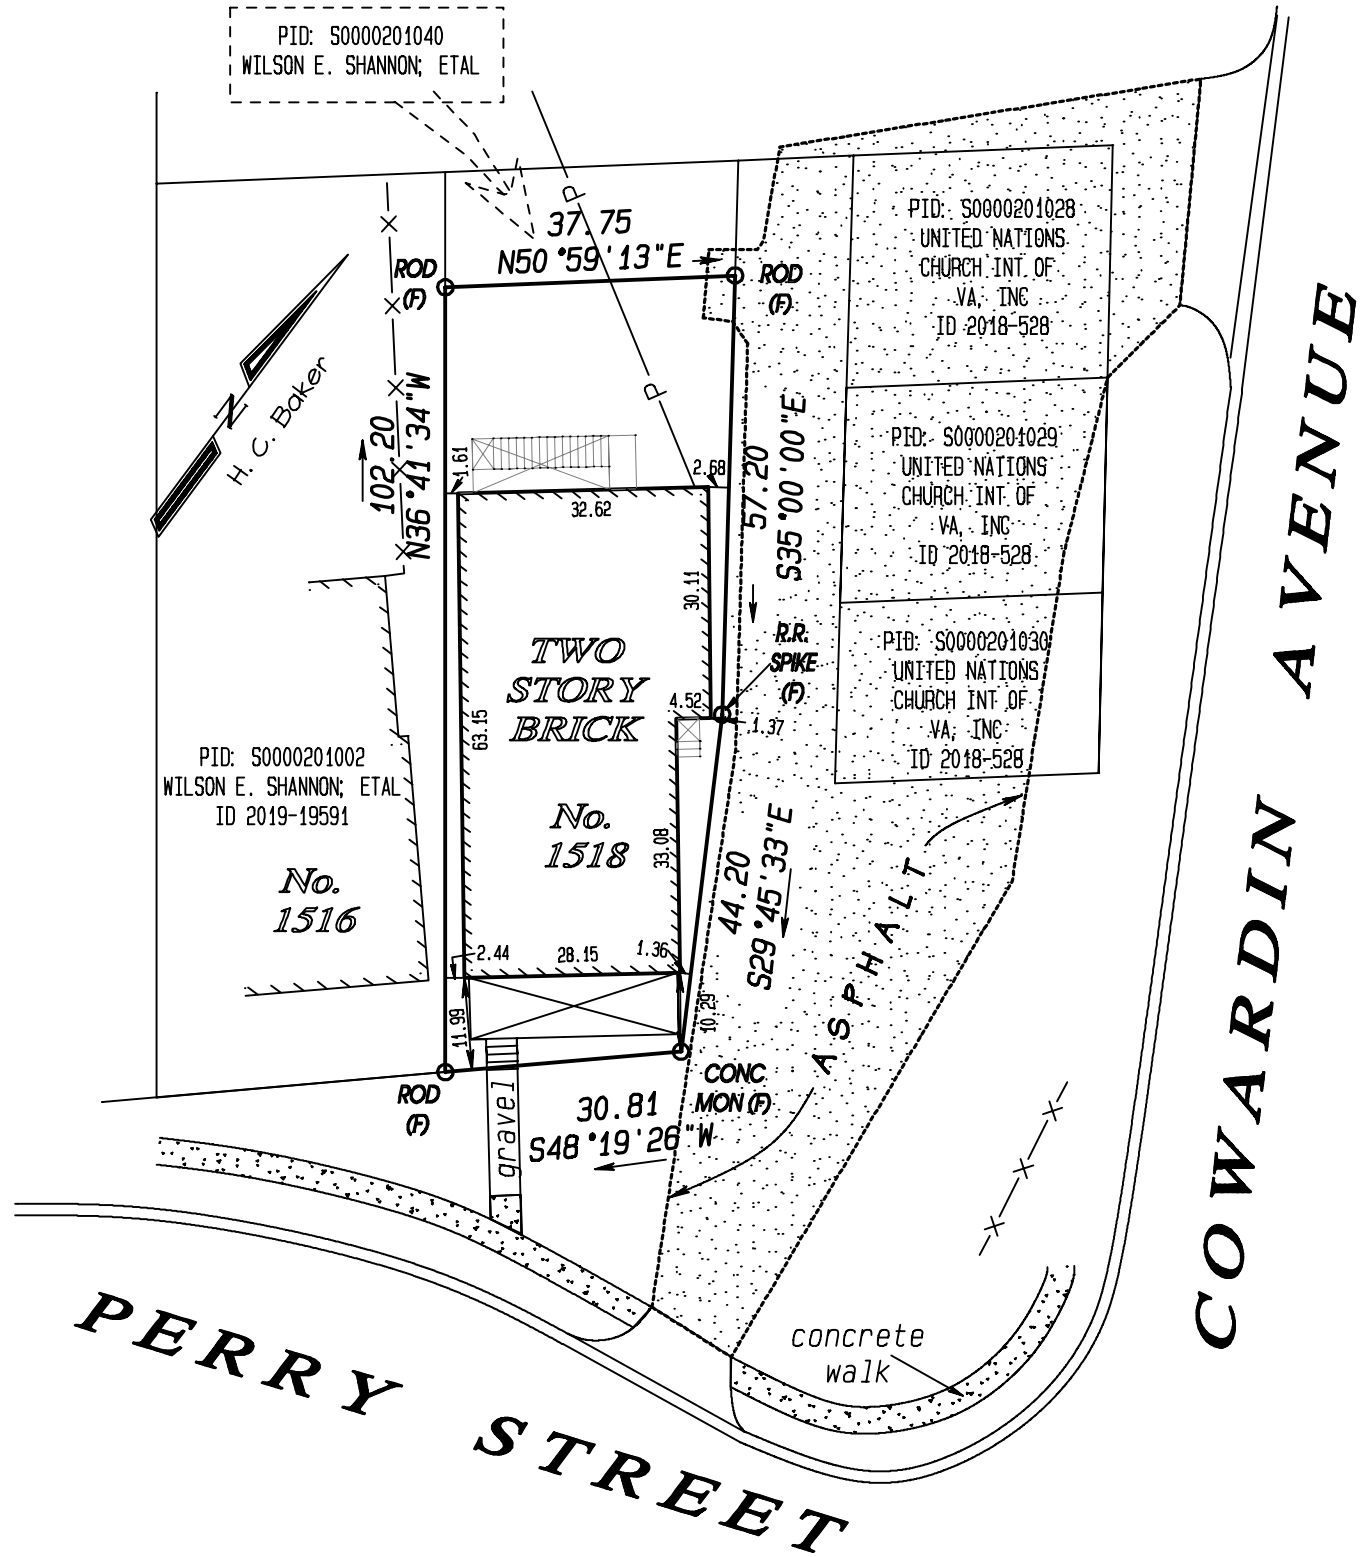 PID: S0000201040
WILSON E. SHANNON; ETAL
P
37.75
N50°59'13"E
ROD
(F)
ROD
(F)
PID: S0000201028
UNITED NATIONS
CHURCH INT OF
VA, INC
ID 2018-528
N
H. C. Baker
102.20
N36°41'34"W
P
1.61
2.68
32.62
57.20
S35°00'00"E
PID: S0000201029
UNITED NATIONS
CHURCH INT OF
VA, INC
ID 2018-528
30.11
R.R.
SPIKE
(F)
TWO
STORY
BRICK
4.52
1.37
63.15
PID: S0000201030
UNITED NATIONS
CHURCH INT OF
VA, INC
ID 2018-528
PID: S0000201002
WILSON E. SHANNON; ETAL
ID 2019-19591
No.
1516
No.
1518
33.08
44.20
S29°45'33"E
2.44
28.15
1.36
11.99
10.29
ASPHALT
ROD
(F)
CONC
MON (F)
30.81
S48°19'26"W
gravel
concrete
walk
PERRY STREET
COWARDIN AVENUE